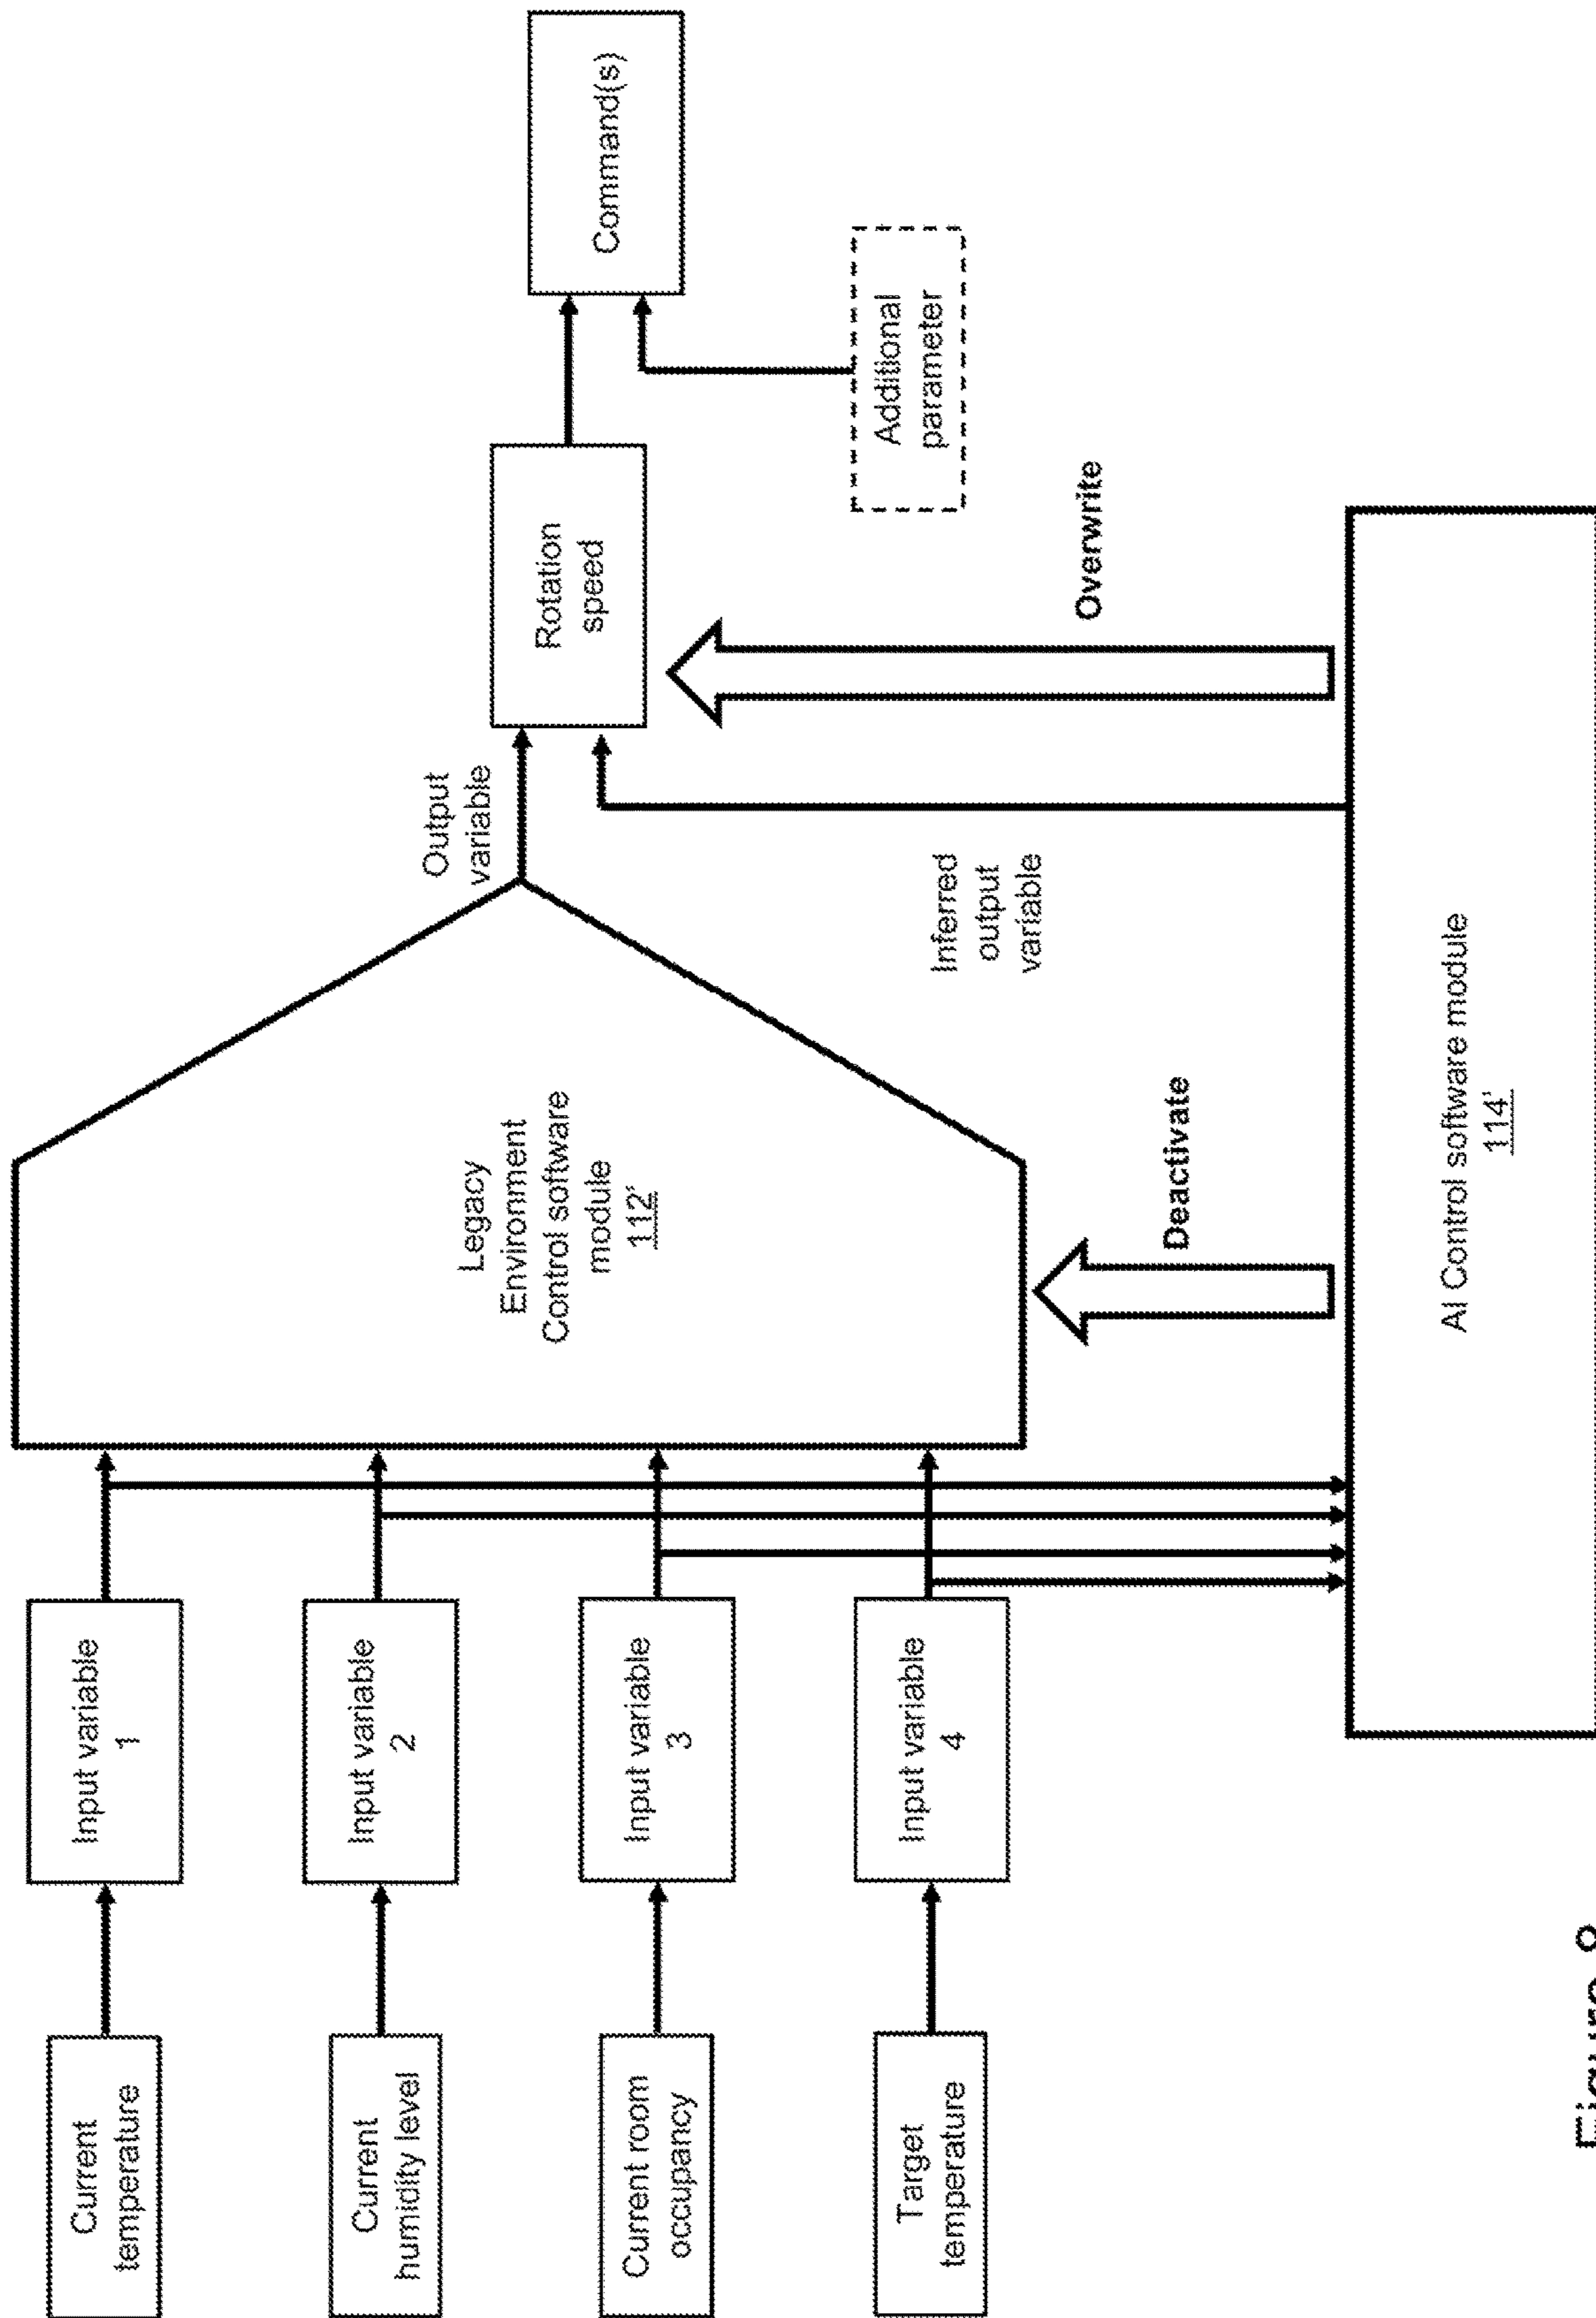 Current
temperature
Input variable
1
Current
humidity level
Input variable
2
Current room
occupancy
Input variable
3
Target
temperature
Input variable
4
Legacy
Environment
Control software
module
112'
Output
variable
Rotation
speed
Command(s)
Additional
parameter
Inferred
output
variable
Deactivate
Overwrite
AI Control software module
114'